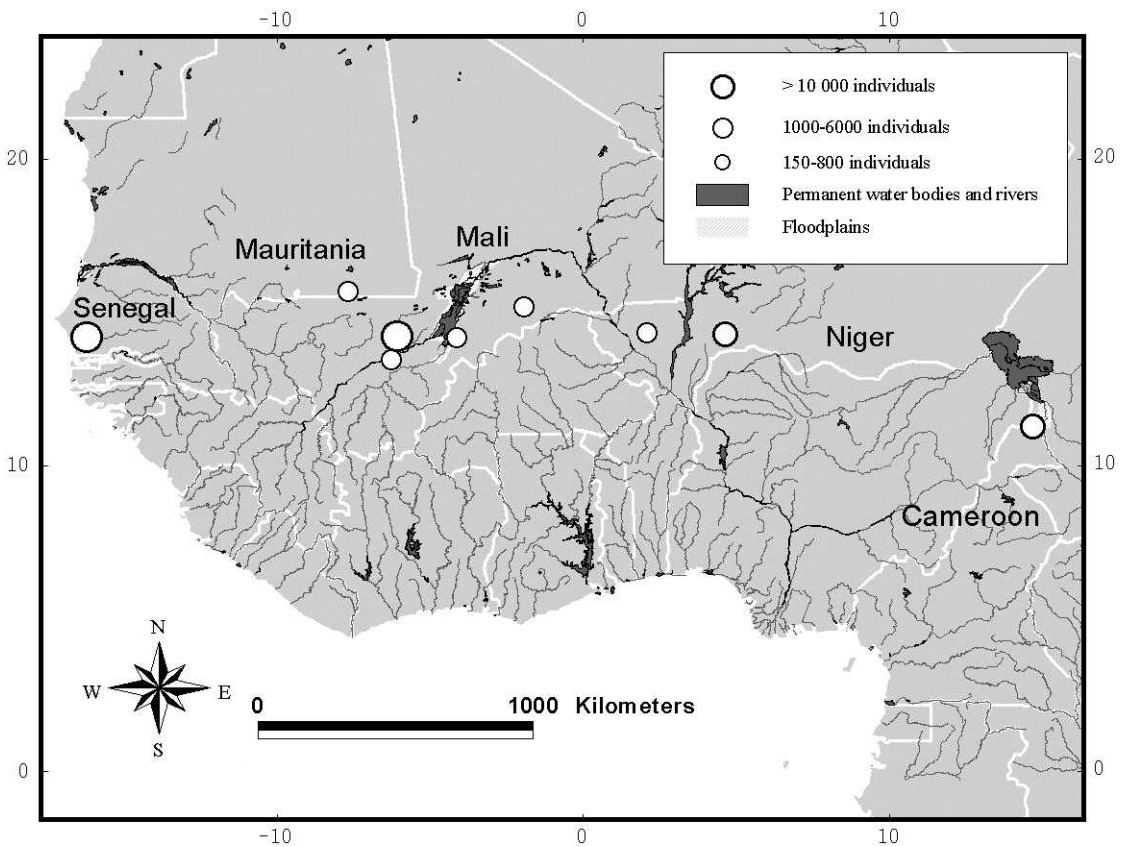 -10 0 10
> 10 000 individuals
1000-6000 individuals
150-800 individuals
Permanent water bodies and rivers
Floodplains
20 20
Mauritania
Mali
Senegal
Niger
10 10
Cameroon
N
W E
S
0 1000 Kilometers
0 0
-10 0 10